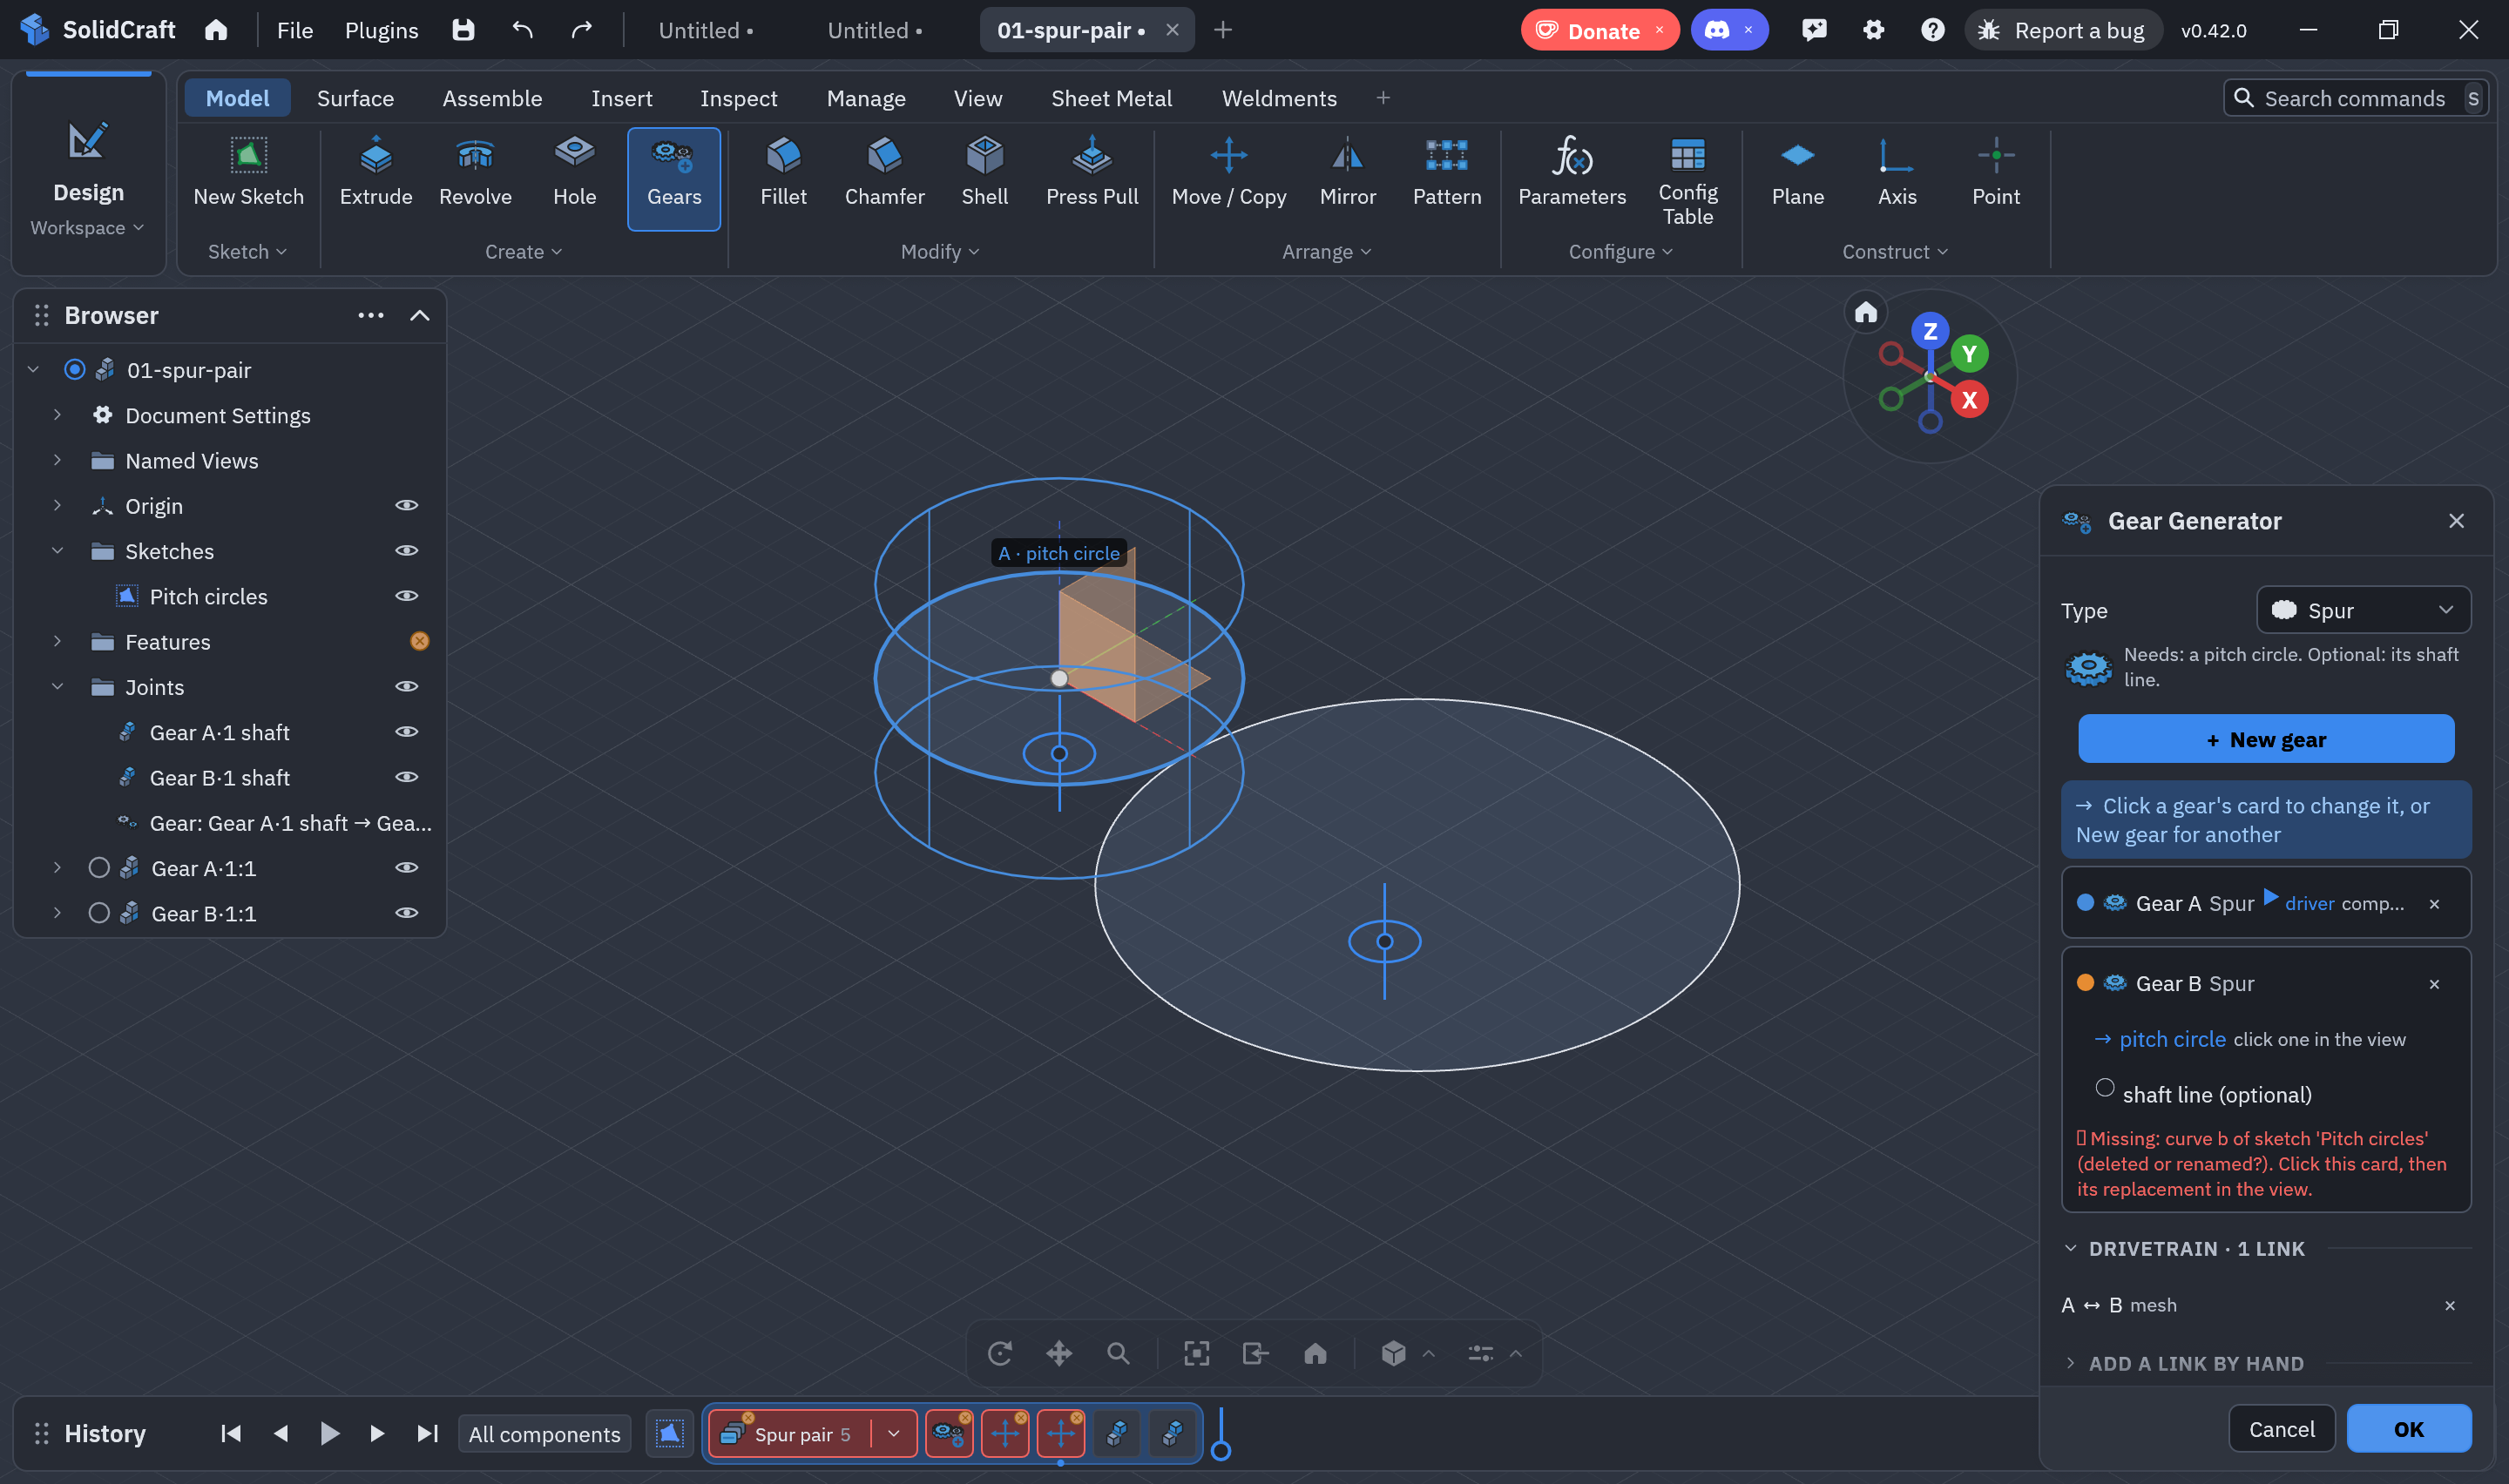 SolidCraft
File
Plugins
Untitled •
Untitled •
01-spur-pair •
Donate ×
×
Report a bug
v0.42.0
Design
Workspace
Model
Surface
Assemble
Insert
Inspect
Manage
View
Sheet Metal
Weldments
Search commands S
New Sketch
Extrude
Revolve
Hole
Gears
Fillet
Chamfer
Shell
Press Pull
Move / Copy
Mirror
Pattern
Parameters
Config
Table
Plane
Axis
Point
Sketch
Create
Modify
Arrange
Configure
Construct
Browser
01-spur-pair
Document Settings
Named Views
Origin
Sketches
Pitch circles
Features
Joints
Gear A·1 shaft
Gear B·1 shaft
Gear: Gear A·1 shaft → Gea...
Gear A·1:1
Gear B·1:1
A · pitch circle
Z
Y
X
Gear Generator
Type
Spur
Needs: a pitch circle. Optional: its shaft
line.
+ New gear
→ Click a gear's card to change it, or
New gear for another
Gear A Spur ▶ driver comp... ×
Gear B Spur ×
→ pitch circle click one in the view
shaft line (optional)
Missing: curve b of sketch 'Pitch circles'
(deleted or renamed?). Click this card, then
its replacement in the view.
DRIVETRAIN · 1 LINK
A ↔ B mesh ×
ADD A LINK BY HAND
Cancel
OK
History
All components
Spur pair 5